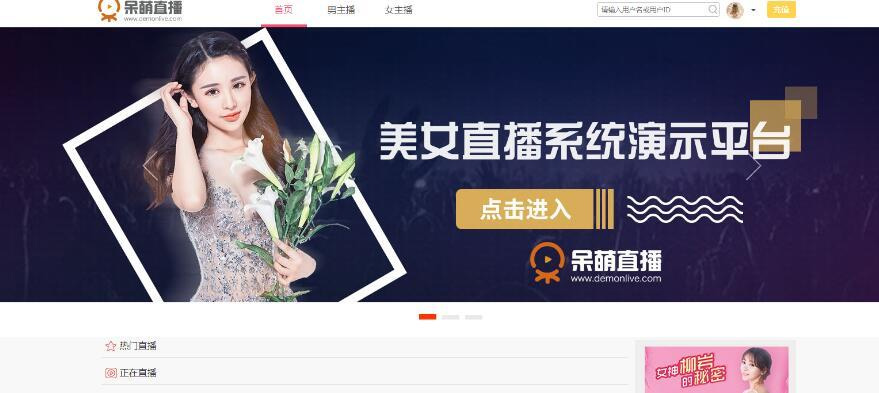 呆萌直播
www.demonlive.com
首页
男主播
女主播
请输入用户名或用户ID
充值
美女直播系统演示平台
点击进入
呆萌直播
www.demonlive.com
热门直播
正在直播
女神柳岩
的秘密